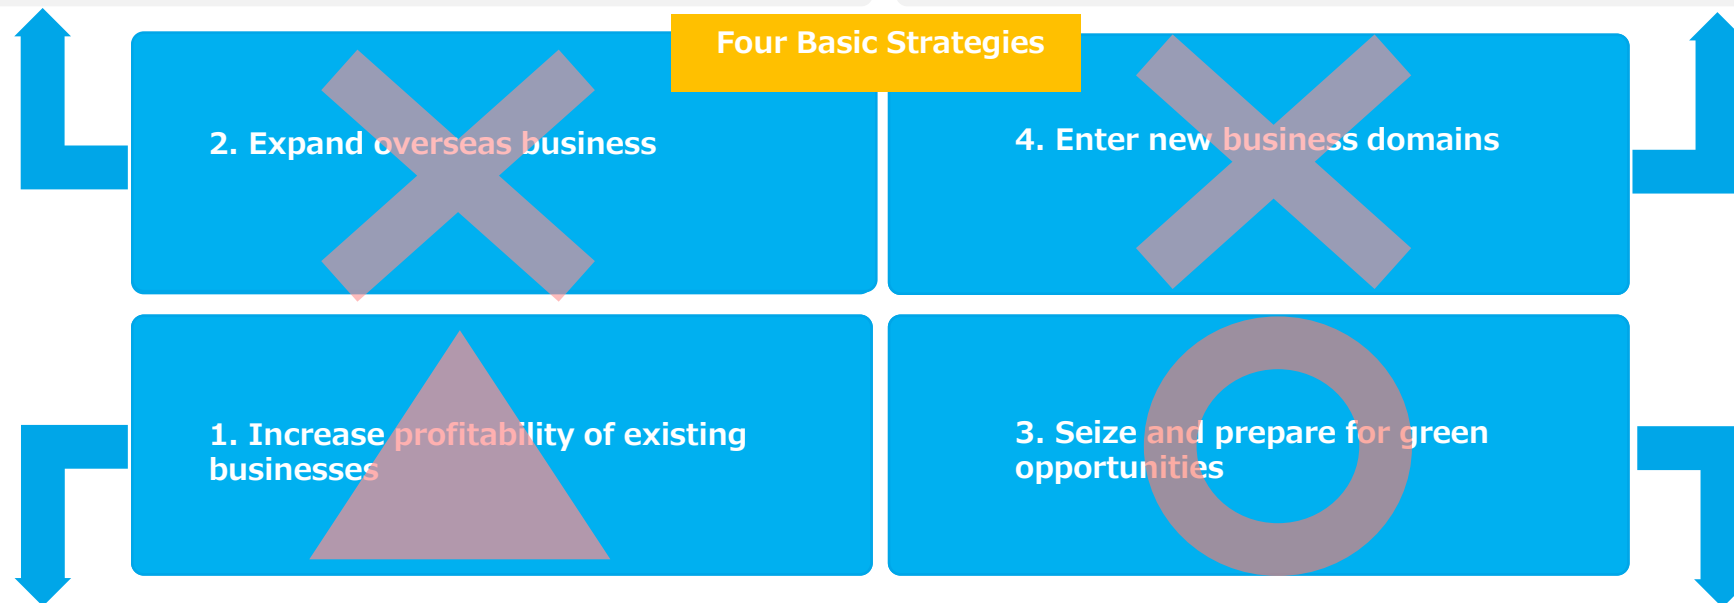 Four Basic Strategies
2. Expand overseas business
4. Enter new business domains
1. Increase profitability of existing
businesses
3. Seize and prepare for green
opportunities